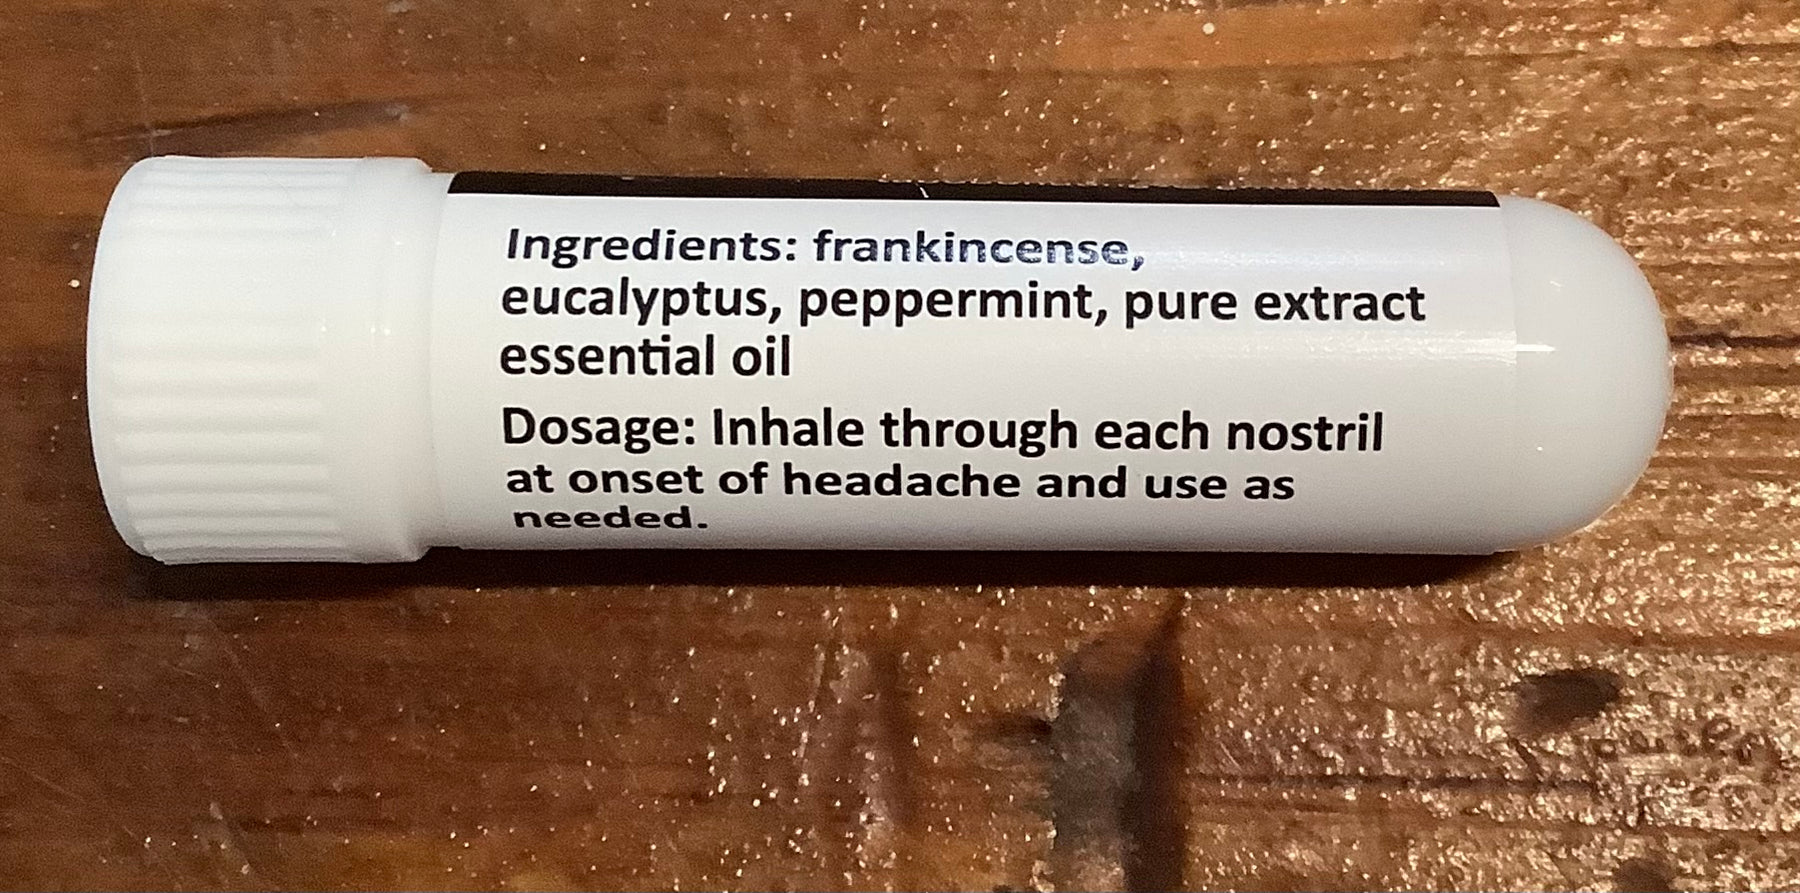 Ingredients: frankincense,
eucalyptus, peppermint, pure extract
essential oil
Dosage: Inhale through each nostril
at onset of headache and use as
needed.